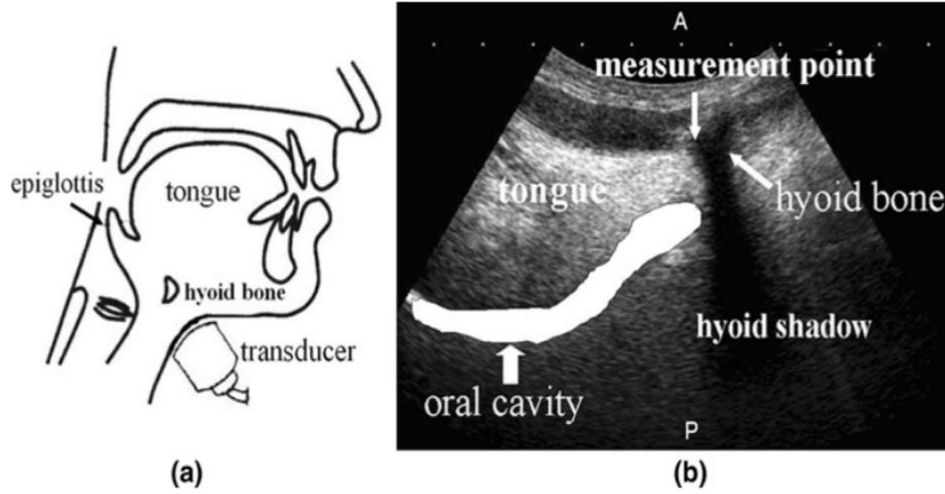 epiglottis
tongue
hyoid bone
transducer
(a)
A
measurement point
tongue
hyoid bone
hyoid shadow
oral cavity
P
(b)